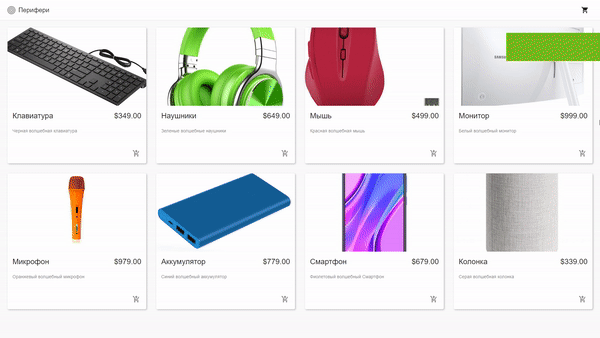 Перифери
Клавиатура $349.00
Черная волшебная клавиатура
Наушники $649.00
Зеленые волшебные наушники
Мышь $499.00
Красная волшебная мышь
SAMSUNG
Монитор $999.00
Белый волшебный монитор
Микрофон $979.00
Оранжевый волшебный микрофон
Аккумулятор $779.00
Синий волшебный аккумулятор
Смартфон $679.00
Фиолетовый волшебный Смартфон
Колонка $339.00
Серая волшебная колонка